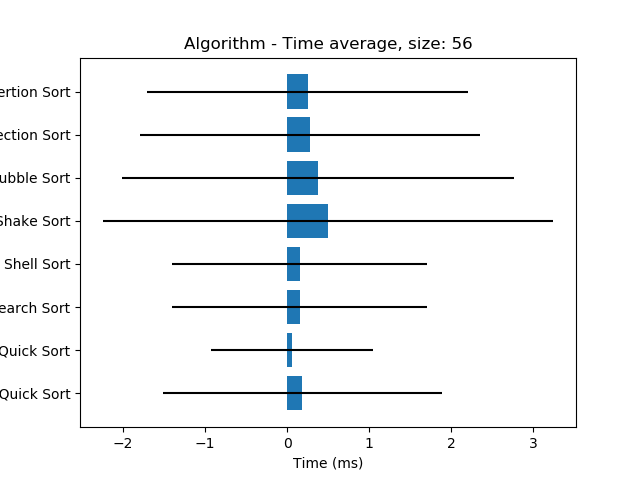 Algorithm - Time average, size: 56
ertion Sort
ection Sort
ubble Sort
Shake Sort
Shell Sort
earch Sort
Quick Sort
Quick Sort
−2 −1 0 1 2 3
Time (ms)